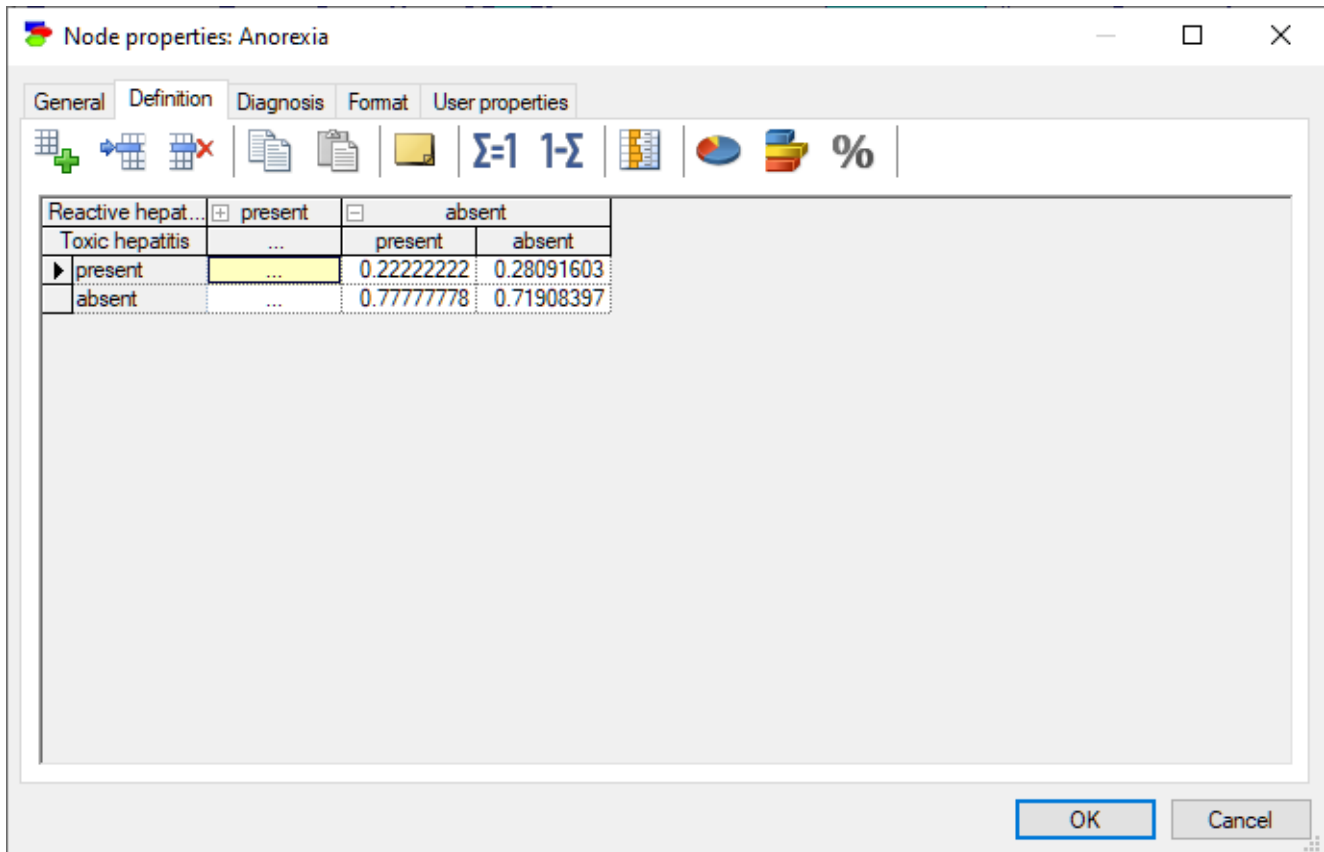 Node properties: Anorexia
General Definition Diagnosis Format User properties
Σ=1 1-Σ %
Reactive hepat... present absent
Toxic hepatitis ... present absent
present ... 0.22222222 0.28091603
absent ... 0.77777778 0.71908397
OK Cancel